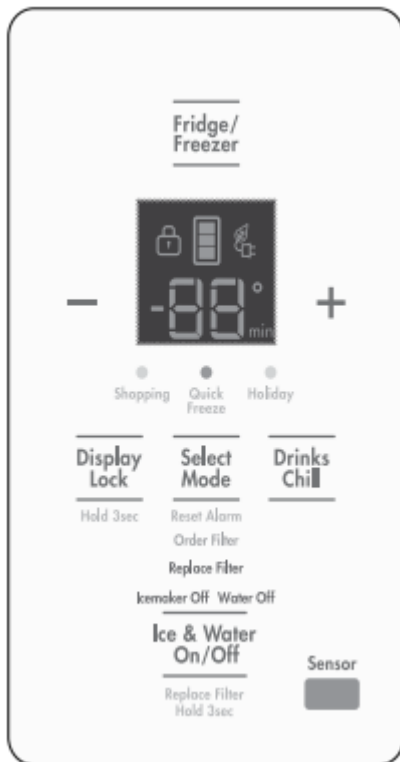 Fridge/
Freezer
-88° min
− +
Shopping Quick Freeze Holiday
Display Lock Select Mode Drinks Chill
Hold 3sec Reset Alarm
Order Filter
Replace Filter
Icemaker Off Water Off
Ice & Water
On/Off
Sensor
Replace Filter
Hold 3sec